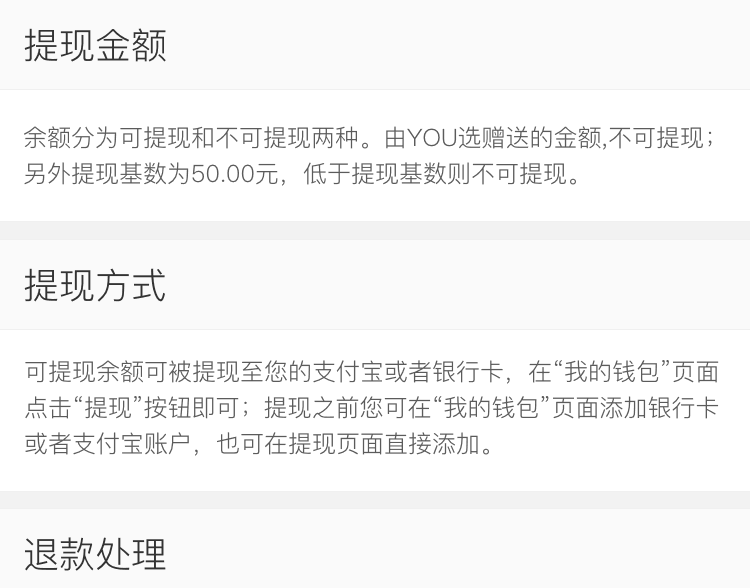 提现金额
余额分为可提现和不可提现两种。由YOU选赠送的金额,不可提现；
另外提现基数为50.00元，低于提现基数则不可提现。
提现方式
可提现余额可被提现至您的支付宝或者银行卡，在“我的钱包”页面
点击“提现”按钮即可；提现之前您可在“我的钱包”页面添加银行卡
或者支付宝账户，也可在提现页面直接添加。
退款处理